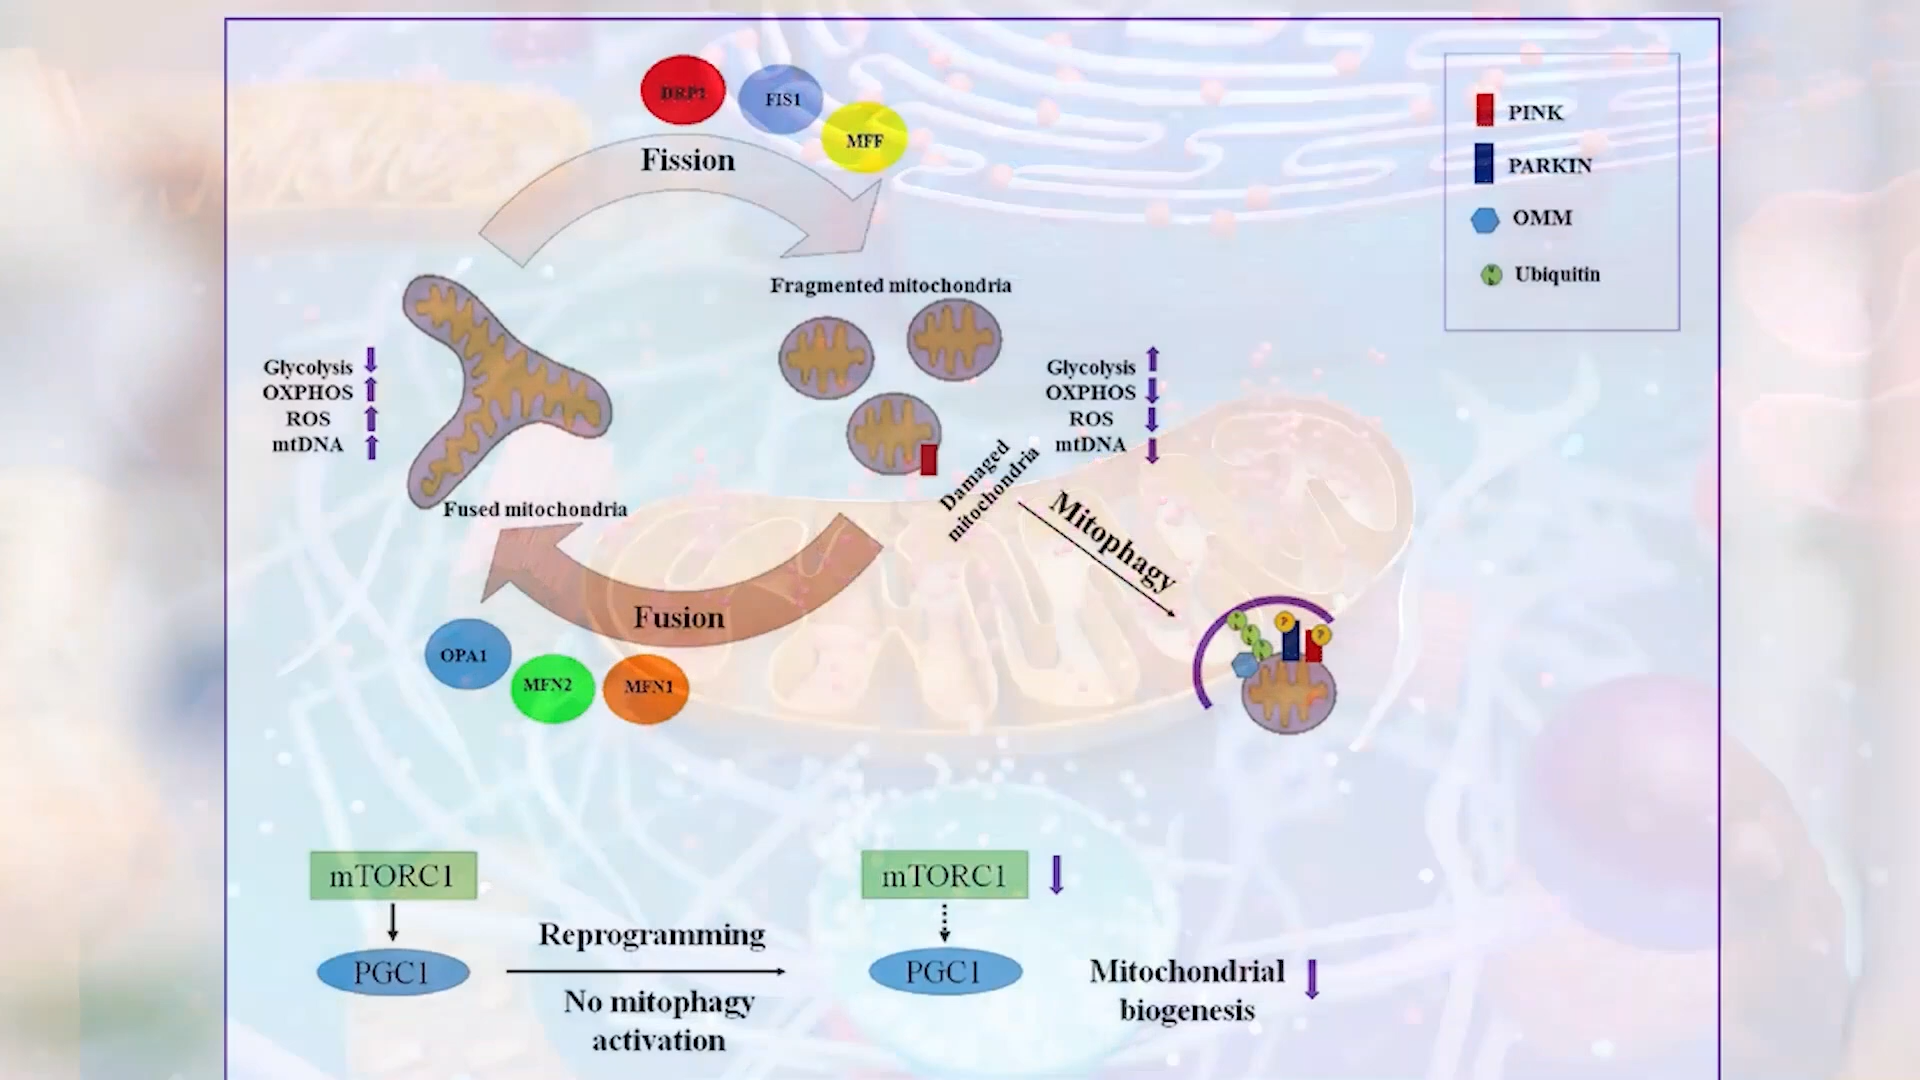 DRP1
FIS1
MFF
Fission
PINK
PARKIN
OMM
Ubiquitin
Fragmented mitochondria
Glycolysis
OXPHOS
ROS
mtDNA
Glycolysis
OXPHOS
ROS
mtDNA
Fused mitochondria
Damaged
mitochondria
Mitophagy
Fusion
OPA1
MFN2
MFN1
P
P
mTORC1
PGC1
Reprogramming
No mitophagy
activation
mTORC1
PGC1
Mitochondrial
biogenesis